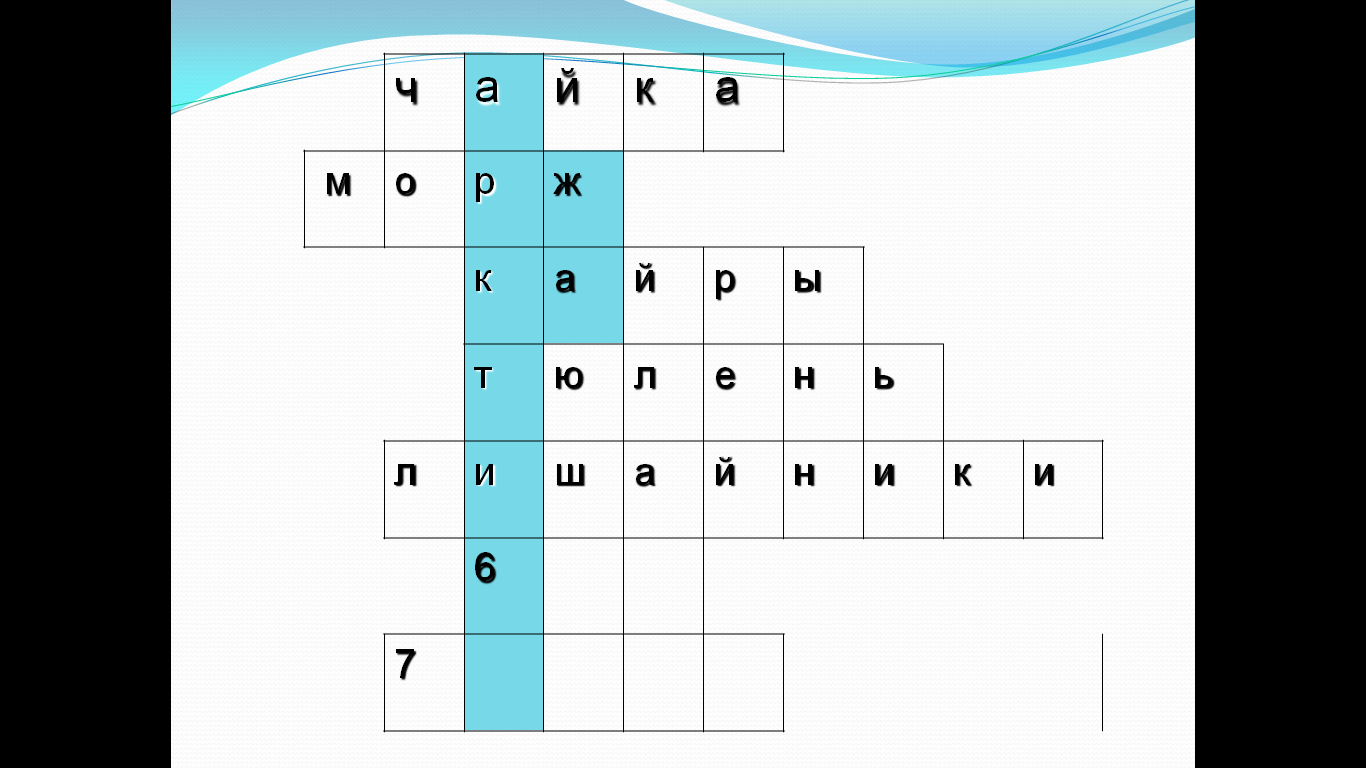 чайка
морж
кайры
тюлень
лишайники
6
7